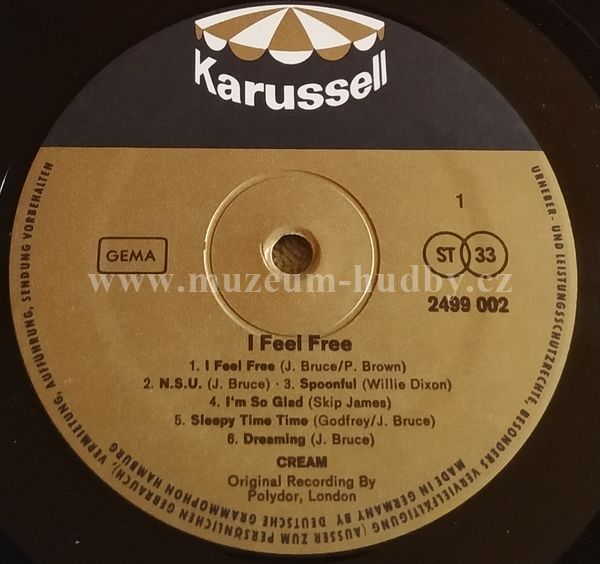 Karussell
1
GEMA
ST 33
2499 002
www.muzeum-hudby.cz
I Feel Free
1. I Feel Free (J. Bruce/P. Brown)
2. N.S.U. (J. Bruce) · 3. Spoonful (Willie Dixon)
4. I'm So Glad (Skip James)
5. Sleepy Time Time (Godfrey/J. Bruce)
6. Dreaming (J. Bruce)
CREAM
Original Recording By
Polydor, London
URHEBER- UND LEISTUNGSSCHUTZRECHTE, BESONDERS VERVIELFÄLTIGUNG (AUSSER ZUM PERSÖNLICHEN GEBRAUCH), VERMIETUNG, AUFFÜHRUNG, SENDUNG VORBEHALTEN
MADE IN GERMANY BY DEUTSCHE GRAMMOPHON HAMBURG